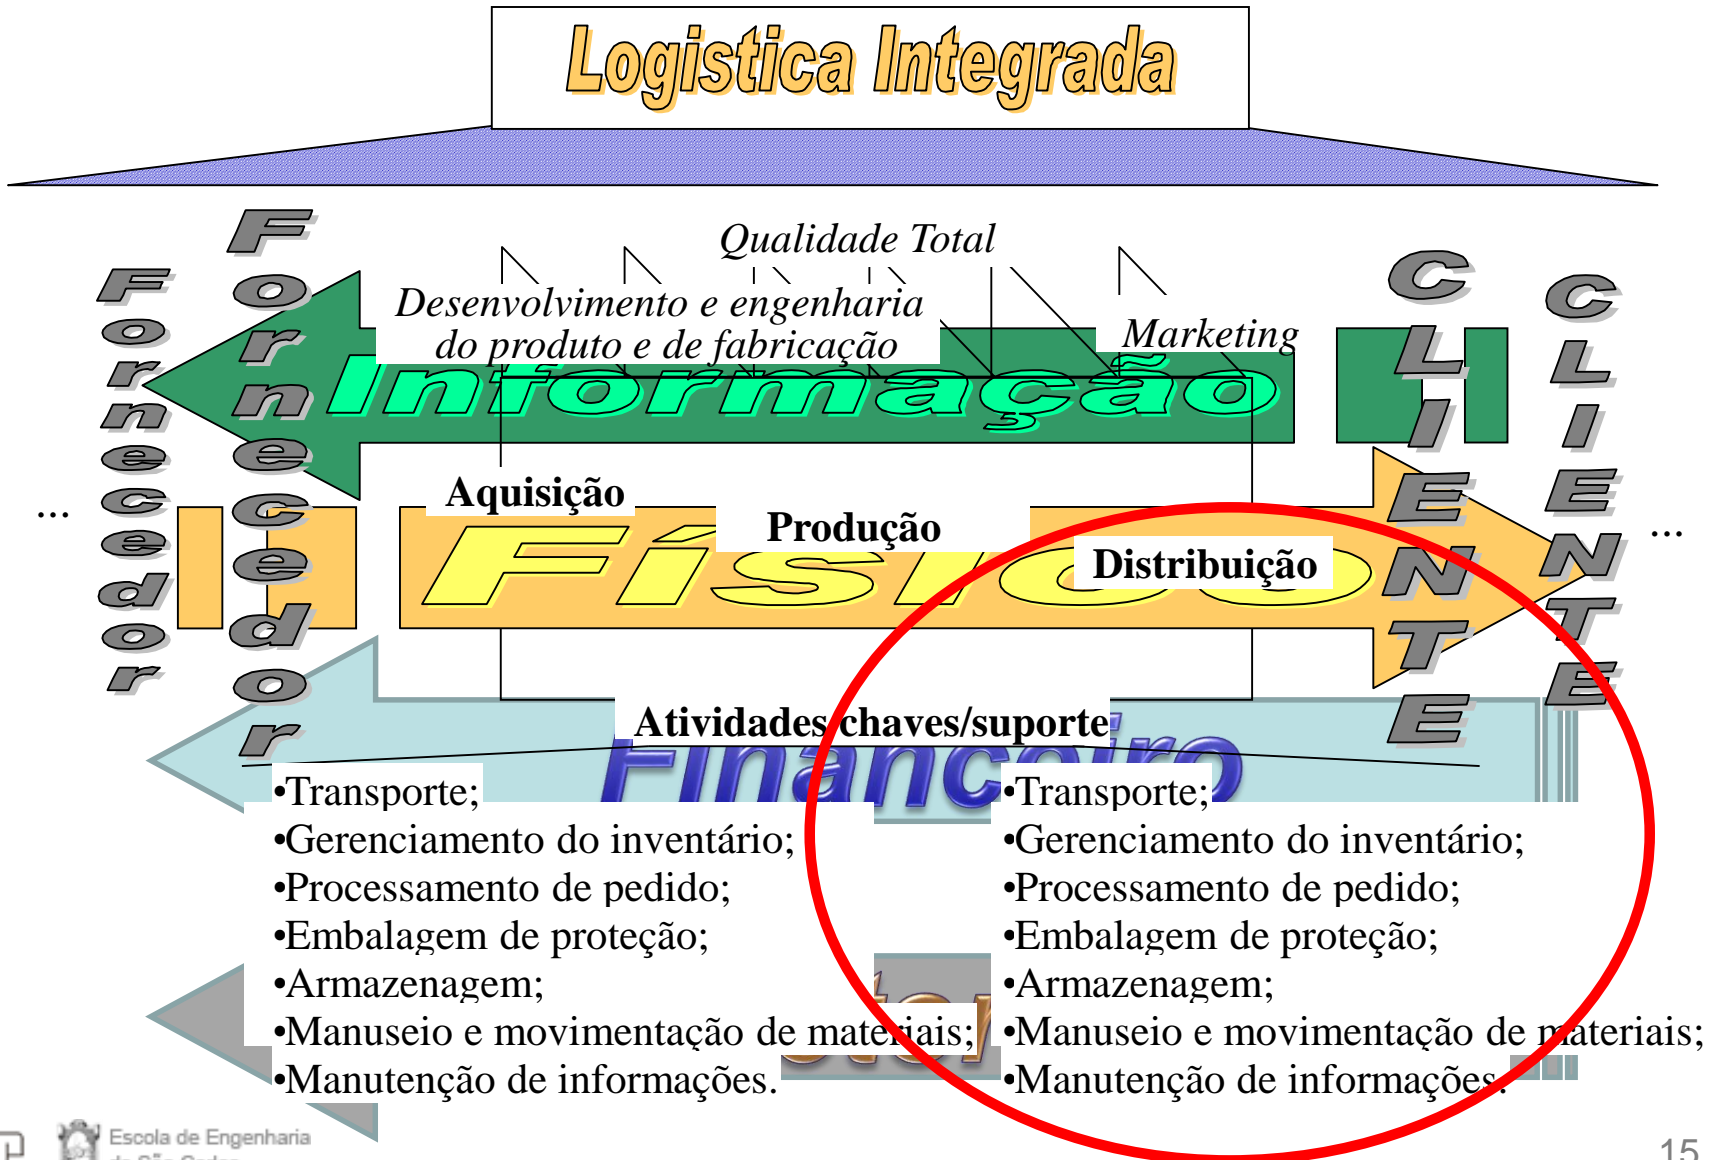 Logistica Integrada
Qualidade Total
Desenvolvimento e engenharia
do produto e de fabricação
Marketing
Informação
Fornecedor
Fornecedor
CLIENTE
CLIENTE
Aquisição
Produção
Distribuição
Físico
...
...
Atividades chaves/suporte
Financeiro
•Transporte;
•Gerenciamento do inventário;
•Processamento de pedido;
•Embalagem de proteção;
•Armazenagem;
•Manuseio e movimentação de materiais;
•Manutenção de informações.
•Transporte;
•Gerenciamento do inventário;
•Processamento de pedido;
•Embalagem de proteção;
•Armazenagem;
•Manuseio e movimentação de materiais;
•Manutenção de informações.
Escola de Engenharia
15